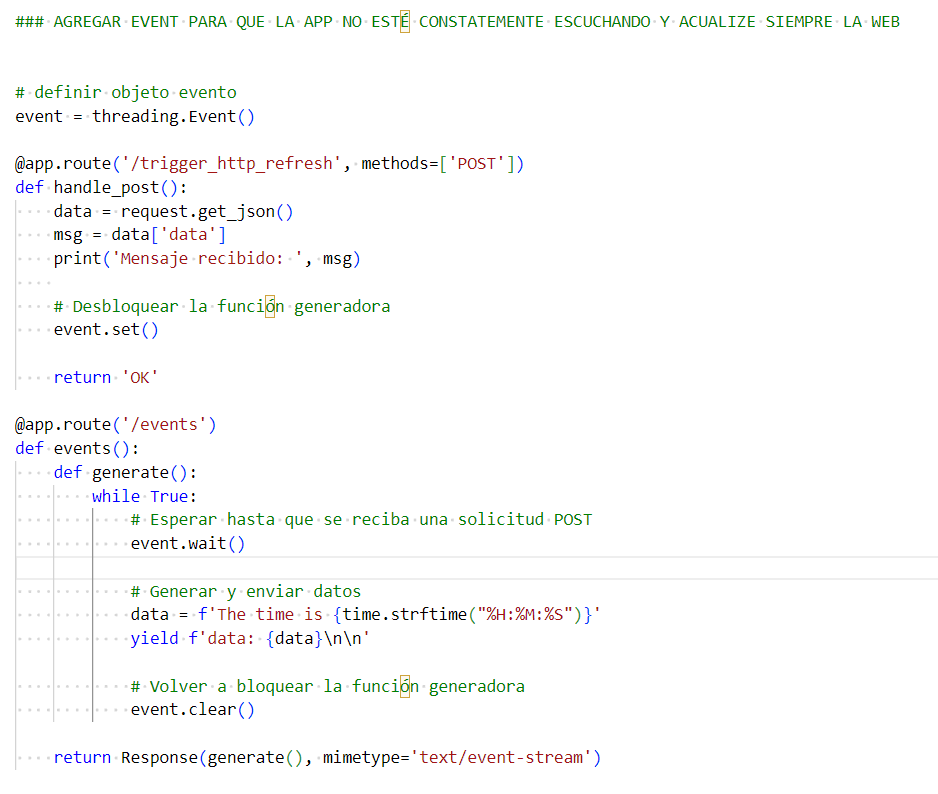 ### AGREGAR EVENT PARA QUE LA APP NO ESTÉ CONSTATEMENTE ESCUCHANDO Y ACUALIZE SIEMPRE LA WEB
# definir objeto evento
event = threading.Event()
@app.route('/trigger_http_refresh', methods=['POST'])
def handle_post():
    data = request.get_json()
    msg = data['data']
    print('Mensaje recibido: ', msg)
    # Desbloquear la función generadora
    event.set()
    return 'OK'
@app.route('/events')
def events():
    def generate():
        while True:
            # Esperar hasta que se reciba una solicitud POST
            event.wait()
            # Generar y enviar datos
            data = f'The time is {time.strftime("%H:%M:%S")}'
            yield f'data: {data}\n\n'
            # Volver a bloquear la función generadora
            event.clear()
    return Response(generate(), mimetype='text/event-stream')